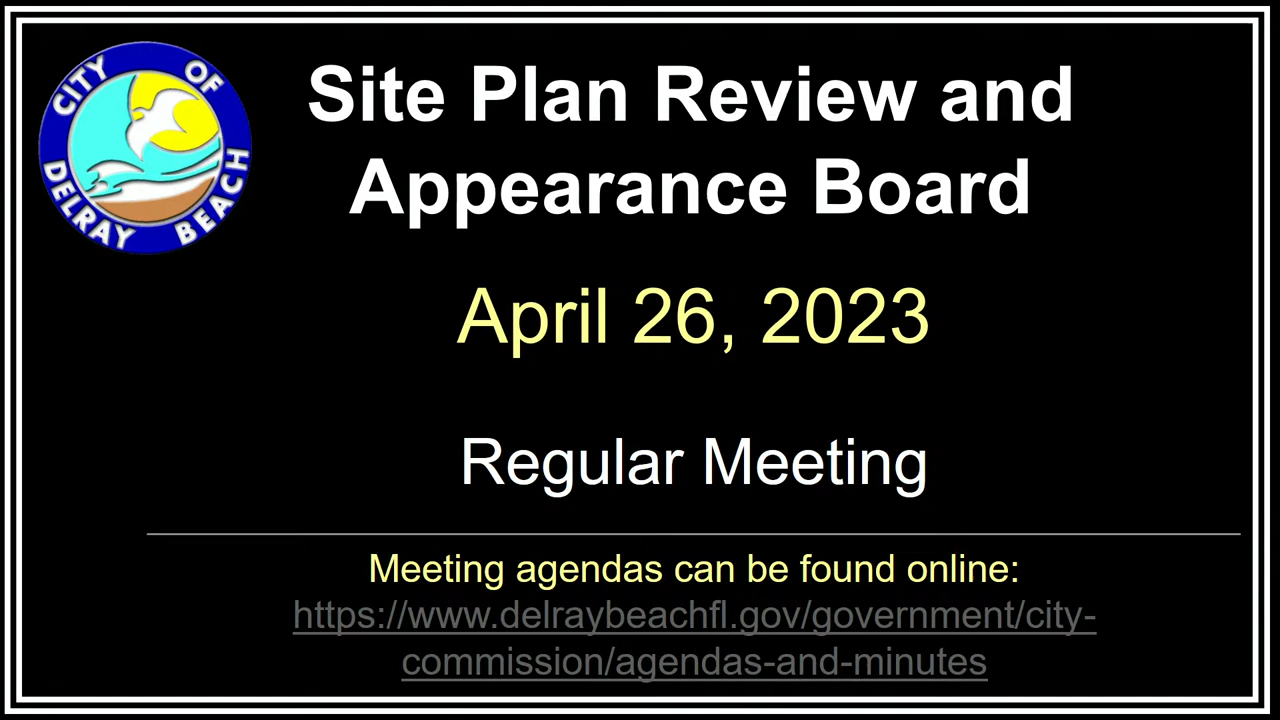 CITY OF
DELRAY BEACH
Site Plan Review and
Appearance Board
April 26, 2023
Regular Meeting
Meeting agendas can be found online:
https://www.delraybeachfl.gov/government/city-
commission/agendas-and-minutes